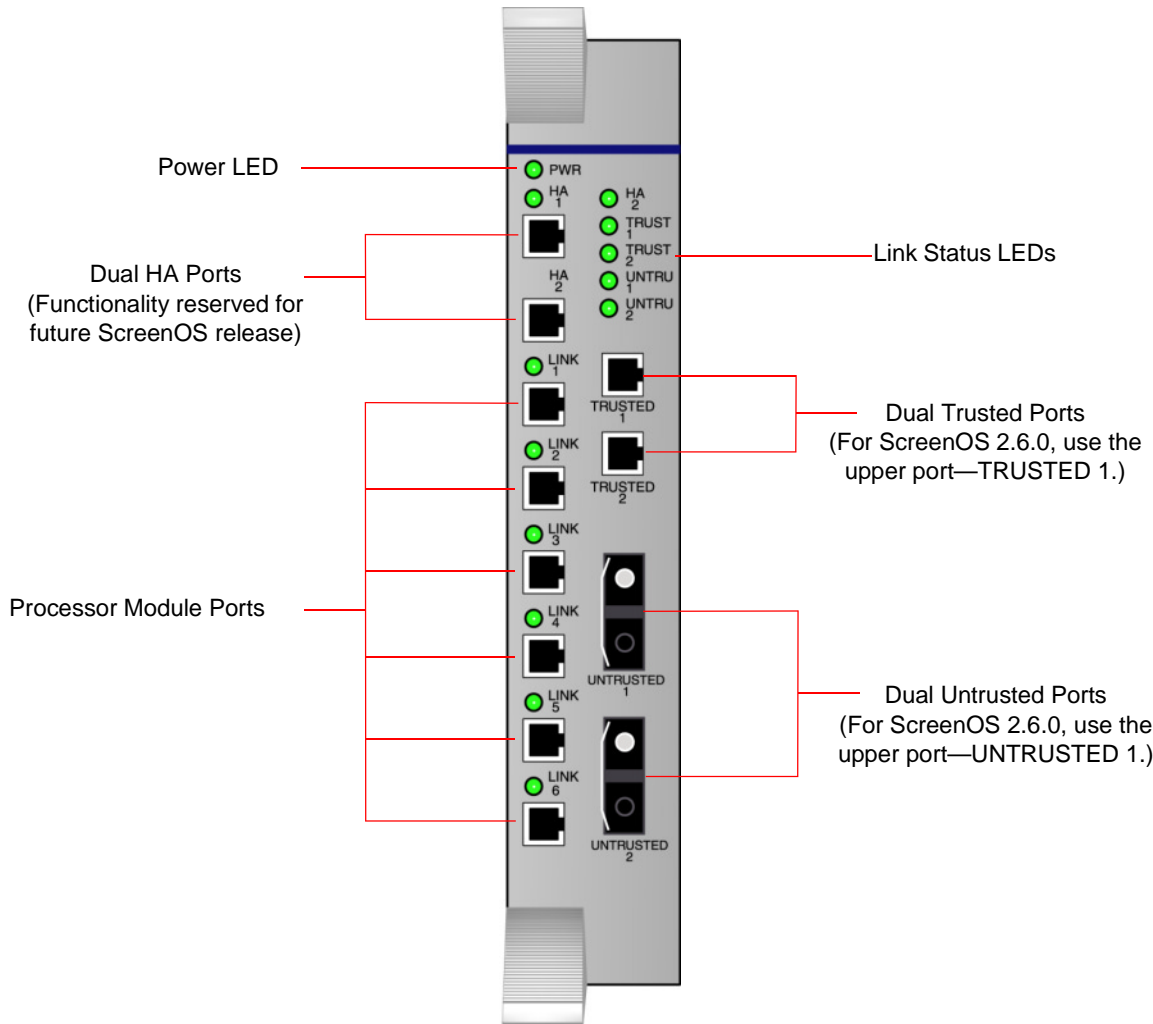 Power LED
Dual HA Ports
(Functionality reserved for
future ScreenOS release)
Processor Module Ports
PWR
HA
1
HA
2
LINK
1
LINK
2
LINK
3
LINK
4
LINK
5
LINK
6
HA
2
TRUST
1
TRUST
2
UNTRU
1
UNTRU
2
TRUSTED
1
TRUSTED
2
UNTRUSTED
1
UNTRUSTED
2
Link Status LEDs
Dual Trusted Ports
(For ScreenOS 2.6.0, use the
upper port—TRUSTED 1.)
Dual Untrusted Ports
(For ScreenOS 2.6.0, use the
upper port—UNTRUSTED 1.)